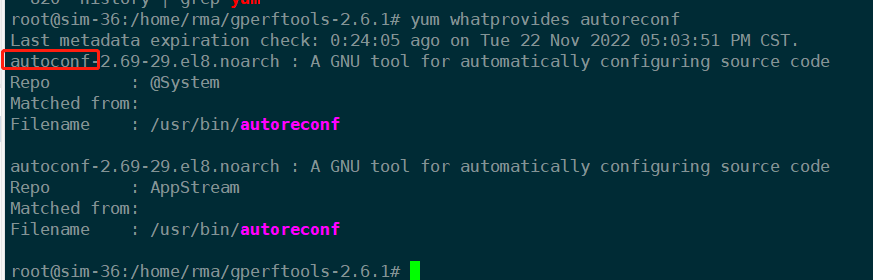 820 history | grep yum
root@sim-36:/home/rma/gperftools-2.6.1# yum whatprovides autoreconf
Last metadata expiration check: 0:24:05 ago on Tue 22 Nov 2022 05:03:51 PM CST.
autoconf-2.69-29.el8.noarch : A GNU tool for automatically configuring source code
Repo : @System
Matched from:
Filename : /usr/bin/autoreconf
autoconf-2.69-29.el8.noarch : A GNU tool for automatically configuring source code
Repo : AppStream
Matched from:
Filename : /usr/bin/autoreconf
root@sim-36:/home/rma/gperftools-2.6.1#